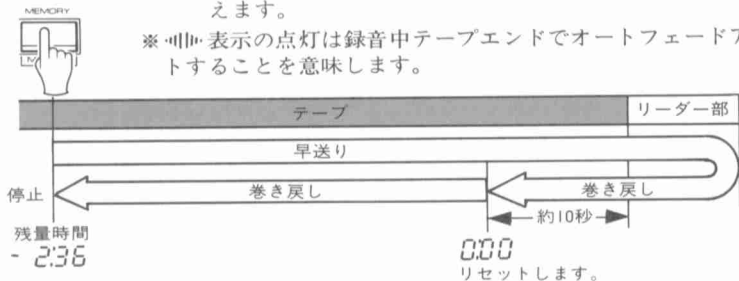 MEMORY
えます。
※ 表示の点灯は録音中テープエンドでオートフェードア
トすることを意味します。
テープ
リーダー部
早送り
停止
巻き戻し
巻き戻し
約10秒
残量時間
- 2:36
0:00
リセットします。